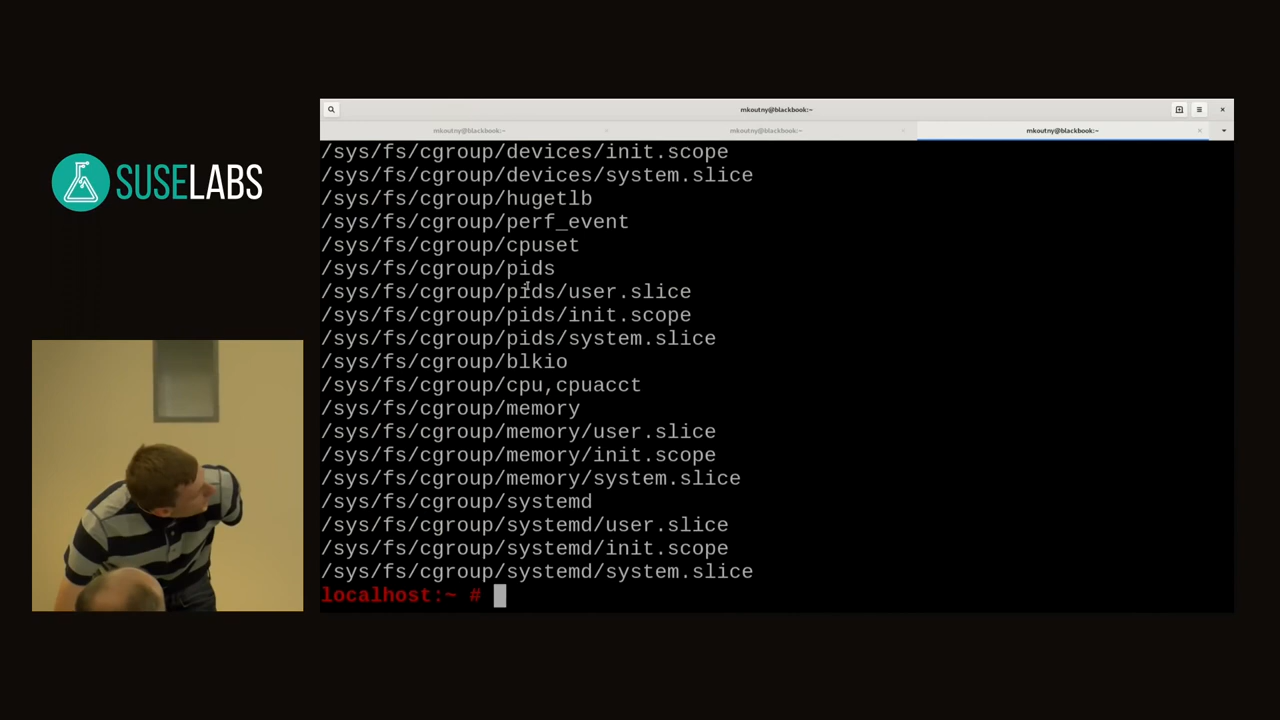 SUSELABS
mkoutny@blackbook:~
mkoutny@blackbook:~
mkoutny@blackbook:~
mkoutny@blackbook:~
/sys/fs/cgroup/devices/init.scope
/sys/fs/cgroup/devices/system.slice
/sys/fs/cgroup/hugetlb
/sys/fs/cgroup/perf_event
/sys/fs/cgroup/cpuset
/sys/fs/cgroup/pids
/sys/fs/cgroup/pids/user.slice
/sys/fs/cgroup/pids/init.scope
/sys/fs/cgroup/pids/system.slice
/sys/fs/cgroup/blkio
/sys/fs/cgroup/cpu,cpuacct
/sys/fs/cgroup/memory
/sys/fs/cgroup/memory/user.slice
/sys/fs/cgroup/memory/init.scope
/sys/fs/cgroup/memory/system.slice
/sys/fs/cgroup/systemd
/sys/fs/cgroup/systemd/user.slice
/sys/fs/cgroup/systemd/init.scope
/sys/fs/cgroup/systemd/system.slice
localhost:~ #